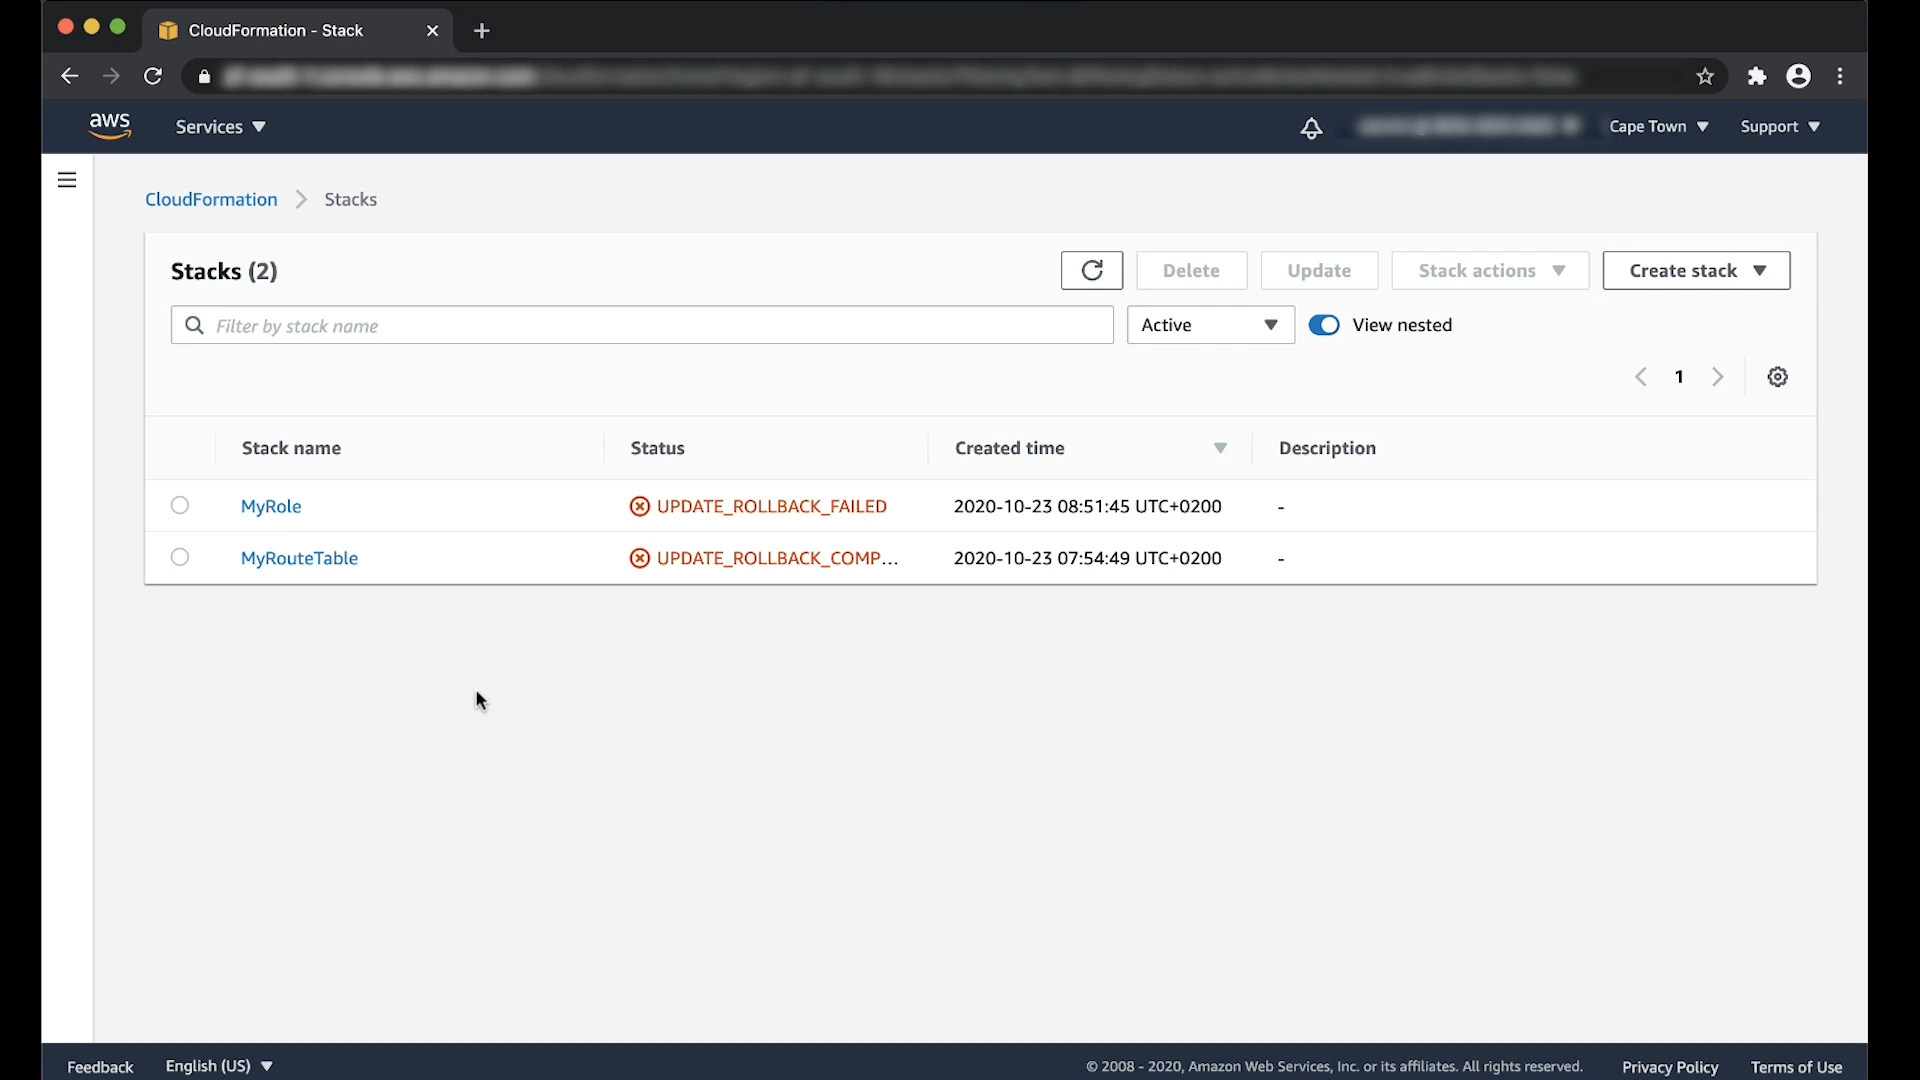 CloudFormation - Stack
aws Services Cape Town Support
CloudFormation Stacks
Stacks (2) Delete Update Stack actions Create stack
Filter by stack name Active View nested
1
Stack name Status Created time Description
MyRole UPDATE_ROLLBACK_FAILED 2020-10-23 08:51:45 UTC+0200 -
MyRouteTable UPDATE_ROLLBACK_COMP... 2020-10-23 07:54:49 UTC+0200 -
Feedback English (US) © 2008 - 2020, Amazon Web Services, Inc. or its affiliates. All rights reserved. Privacy Policy Terms of Use